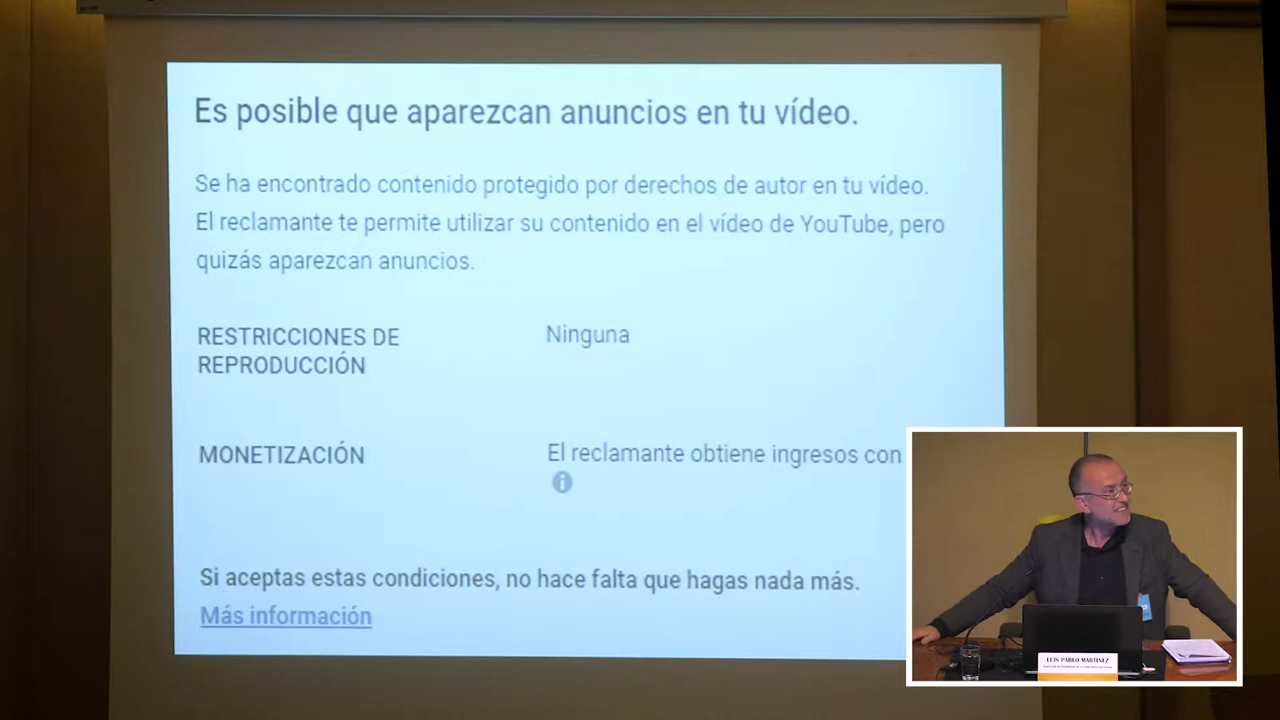 Es posible que aparezcan anuncios en tu vídeo.
Se ha encontrado contenido protegido por derechos de autor en tu vídeo.
El reclamante te permite utilizar su contenido en el vídeo de YouTube, pero
quizás aparezcan anuncios.
RESTRICCIONES DE
REPRODUCCIÓN
Ninguna
MONETIZACIÓN
El reclamante obtiene ingresos con
Si aceptas estas condiciones, no hace falta que hagas nada más.
Más información
LUIS PABLO MARTÍNEZ